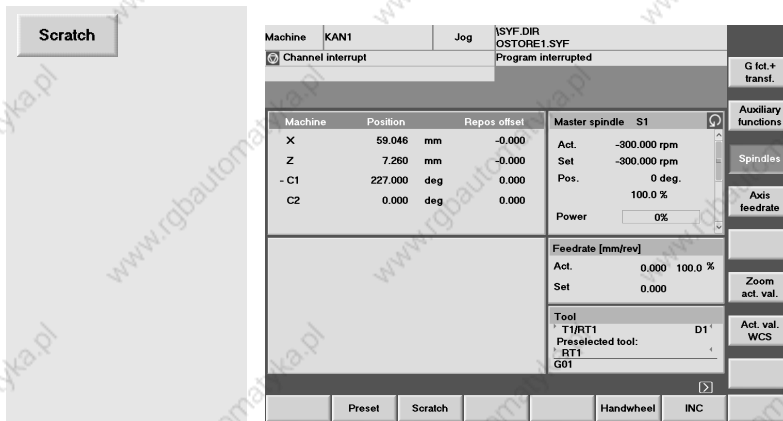 Scratch
Machine KAN1 Jog \SYF.DIR
OSTORE1.SYF
Channel interrupt Program interrupted
Machine Position Repos offset
X 59.046 mm -0.000
Z 7.260 mm -0.000
- C1 227.000 deg 0.000
C2 0.000 deg 0.000
Master spindle S1
Act. -300.000 rpm
Set -300.000 rpm
Pos. 0 deg.
100.0 %
Power 0%
Feedrate [mm/rev]
Act. 0.000 100.0 %
Set 0.000
Tool
T1/RT1 D1
Preselected tool:
RT1
G01
G fct.+
transf.
Auxiliary
functions
Spindles
Axis
feedrate
Zoom
act. val.
Act. val.
WCS
Preset Scratch Handwheel INC
www.rgbautomatyka.pl